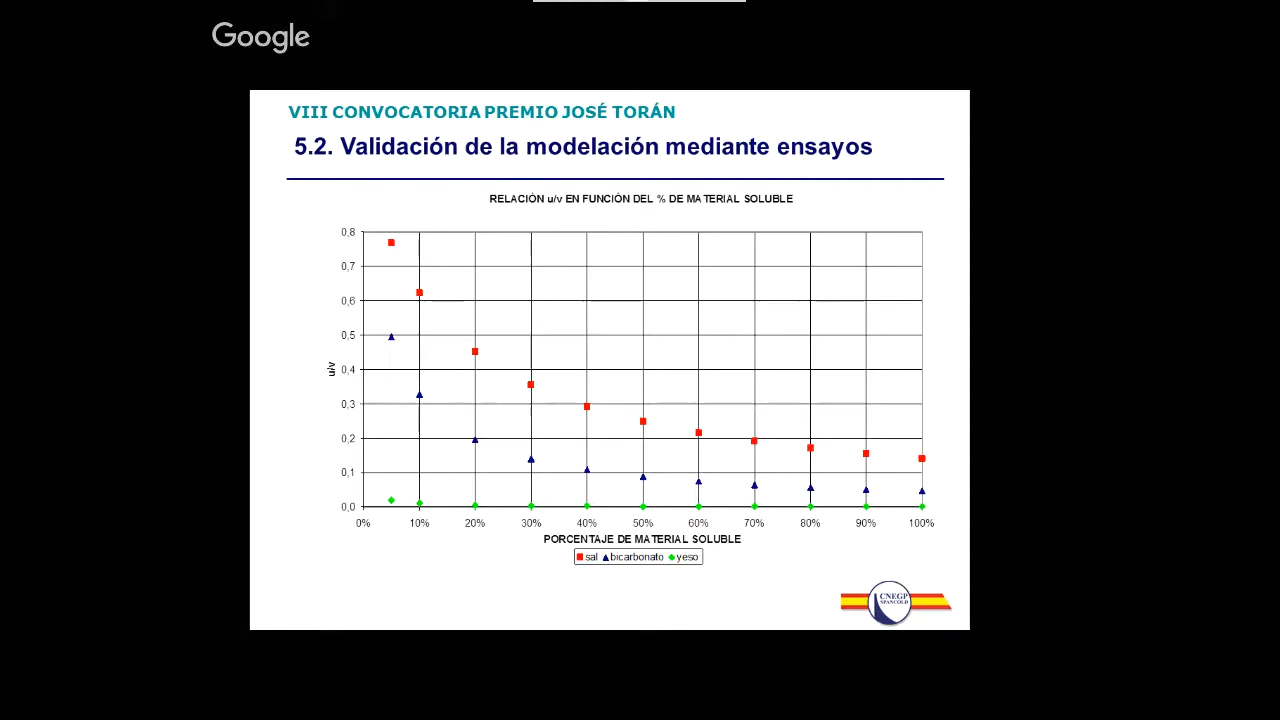 Google
VIII CONVOCATORIA PREMIO JOSÉ TORÁN
5.2. Validación de la modelación mediante ensayos
RELACIÓN u/v EN FUNCIÓN DEL % DE MATERIAL SOLUBLE
0,8
0,7
0,6
0,5
0,4
0,3
0,2
0,1
0,0
u/v
0% 10% 20% 30% 40% 50% 60% 70% 80% 90% 100%
PORCENTAJE DE MATERIAL SOLUBLE
sal bicarbonato yeso
CNEGP
SPANCOLD